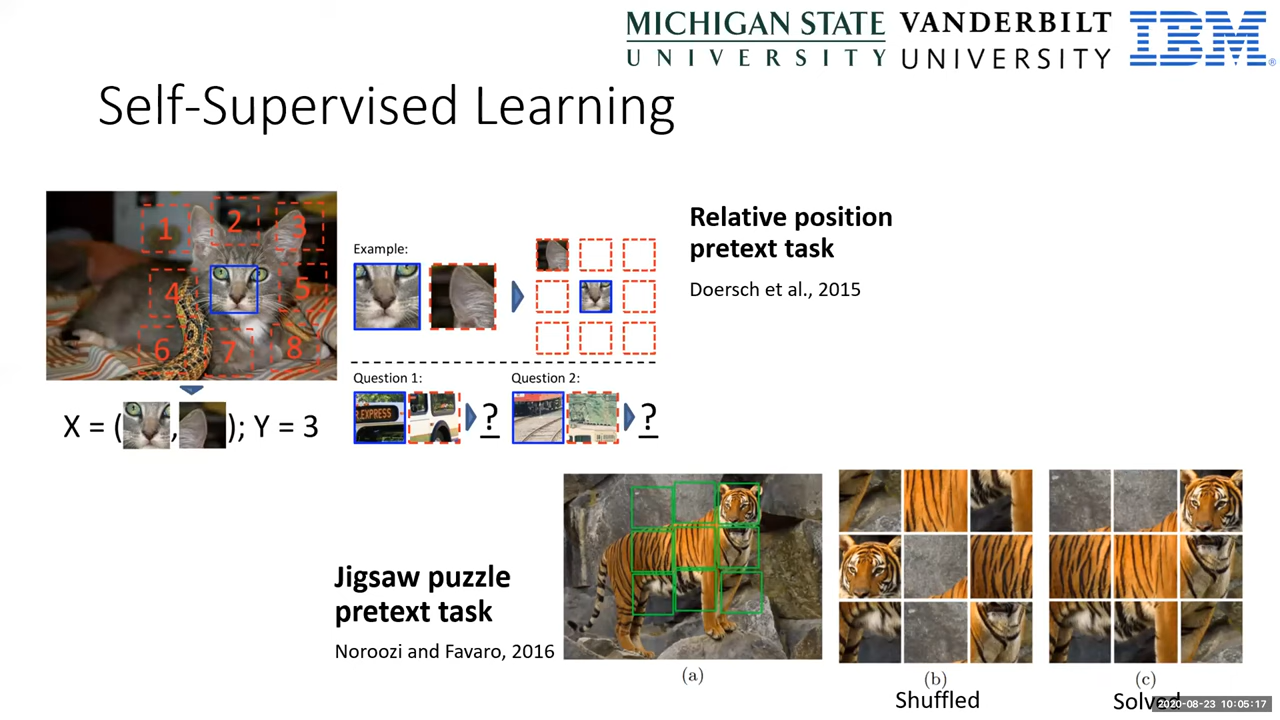 MICHIGAN STATE
UNIVERSITY
VANDERBILT
UNIVERSITY
IBM®
Self-Supervised Learning
1 2 3
4 5
6 7 8
X = ( , ); Y = 3
Example:
Question 1:
R EXPRESS
?
Question 2:
?
Relative position
pretext task
Doersch et al., 2015
Jigsaw puzzle
pretext task
Noroozi and Favaro, 2016
(a)
(b)
Shuffled
(c)
Solved
2020-08-23 10:05:17